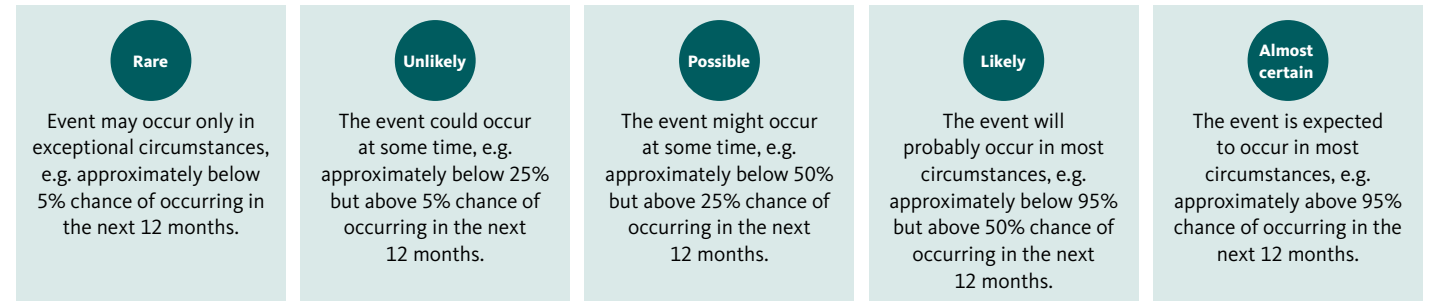 Rare
Event may occur only in
exceptional circumstances,
e.g. approximately below
5% chance of occurring in
the next 12 months.
Unlikely
The event could occur
at some time, e.g.
approximately below 25%
but above 5% chance of
occurring in the next
12 months.
Possible
The event might occur
at some time, e.g.
approximately below 50%
but above 25% chance of
occurring in the next
12 months.
Likely
The event will
probably occur in most
circumstances, e.g.
approximately below 95%
but above 50% chance of
occurring in the next
12 months.
Almost
certain
The event is expected
to occur in most
circumstances, e.g.
approximately above 95%
chance of occurring in the
next 12 months.